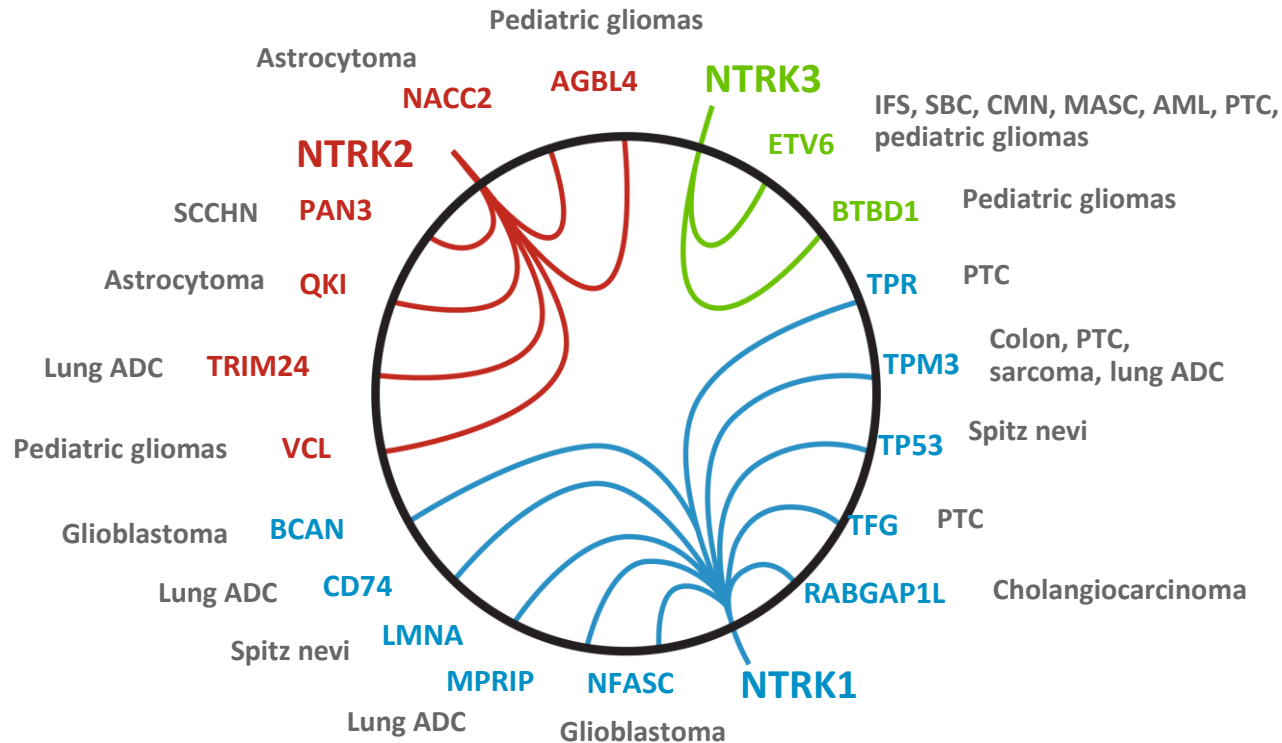 Pediatric gliomas
Astrocytoma
NACC2
AGBL4
NTRK3
IFS, SBC, CMN, MASC, AML, PTC,
pediatric gliomas
ETV6
NTRK2
SCCHN
PAN3
BTBD1
Pediatric gliomas
Astrocytoma
QKI
TPR
PTC
Lung ADC
TRIM24
TPM3
Colon, PTC,
sarcoma, lung ADC
Pediatric gliomas
VCL
TP53
Spitz nevi
Glioblastoma
BCAN
TFG
PTC
Lung ADC
CD74
RABGAP1L
Cholangiocarcinoma
Spitz nevi
LMNA
MPRIP
NFASC
NTRK1
Lung ADC
Glioblastoma